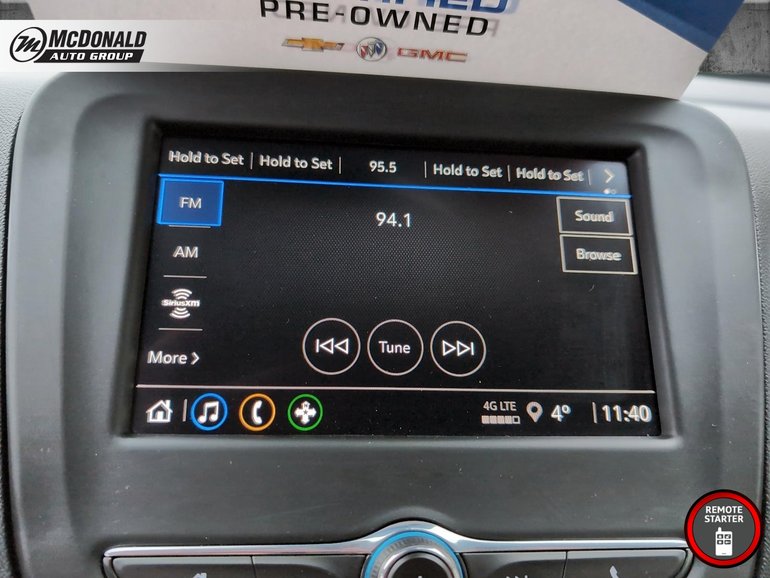 PRE-OWNED
McDONALD
AUTO GROUP
GMC
Hold to Set Hold to Set 95.5 Hold to Set Hold to Set
FM
94.1
Sound
AM
Browse
SiriusXM
Tune
More
4G LTE
4° 11:40
REMOTE
STARTER